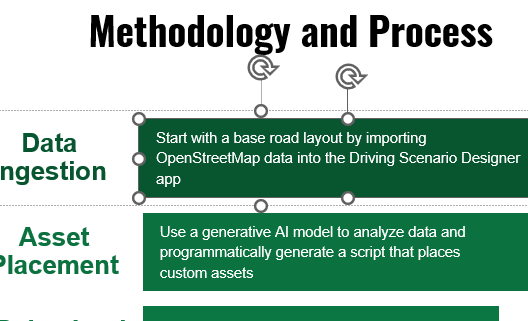 Methodology and Process
Data
ngestion
Start with a base road layout by importing
OpenStreetMap data into the Driving Scenario Designer
app
Asset
Placement
Use a generative AI model to analyze data and
programmatically generate a script that places
custom assets